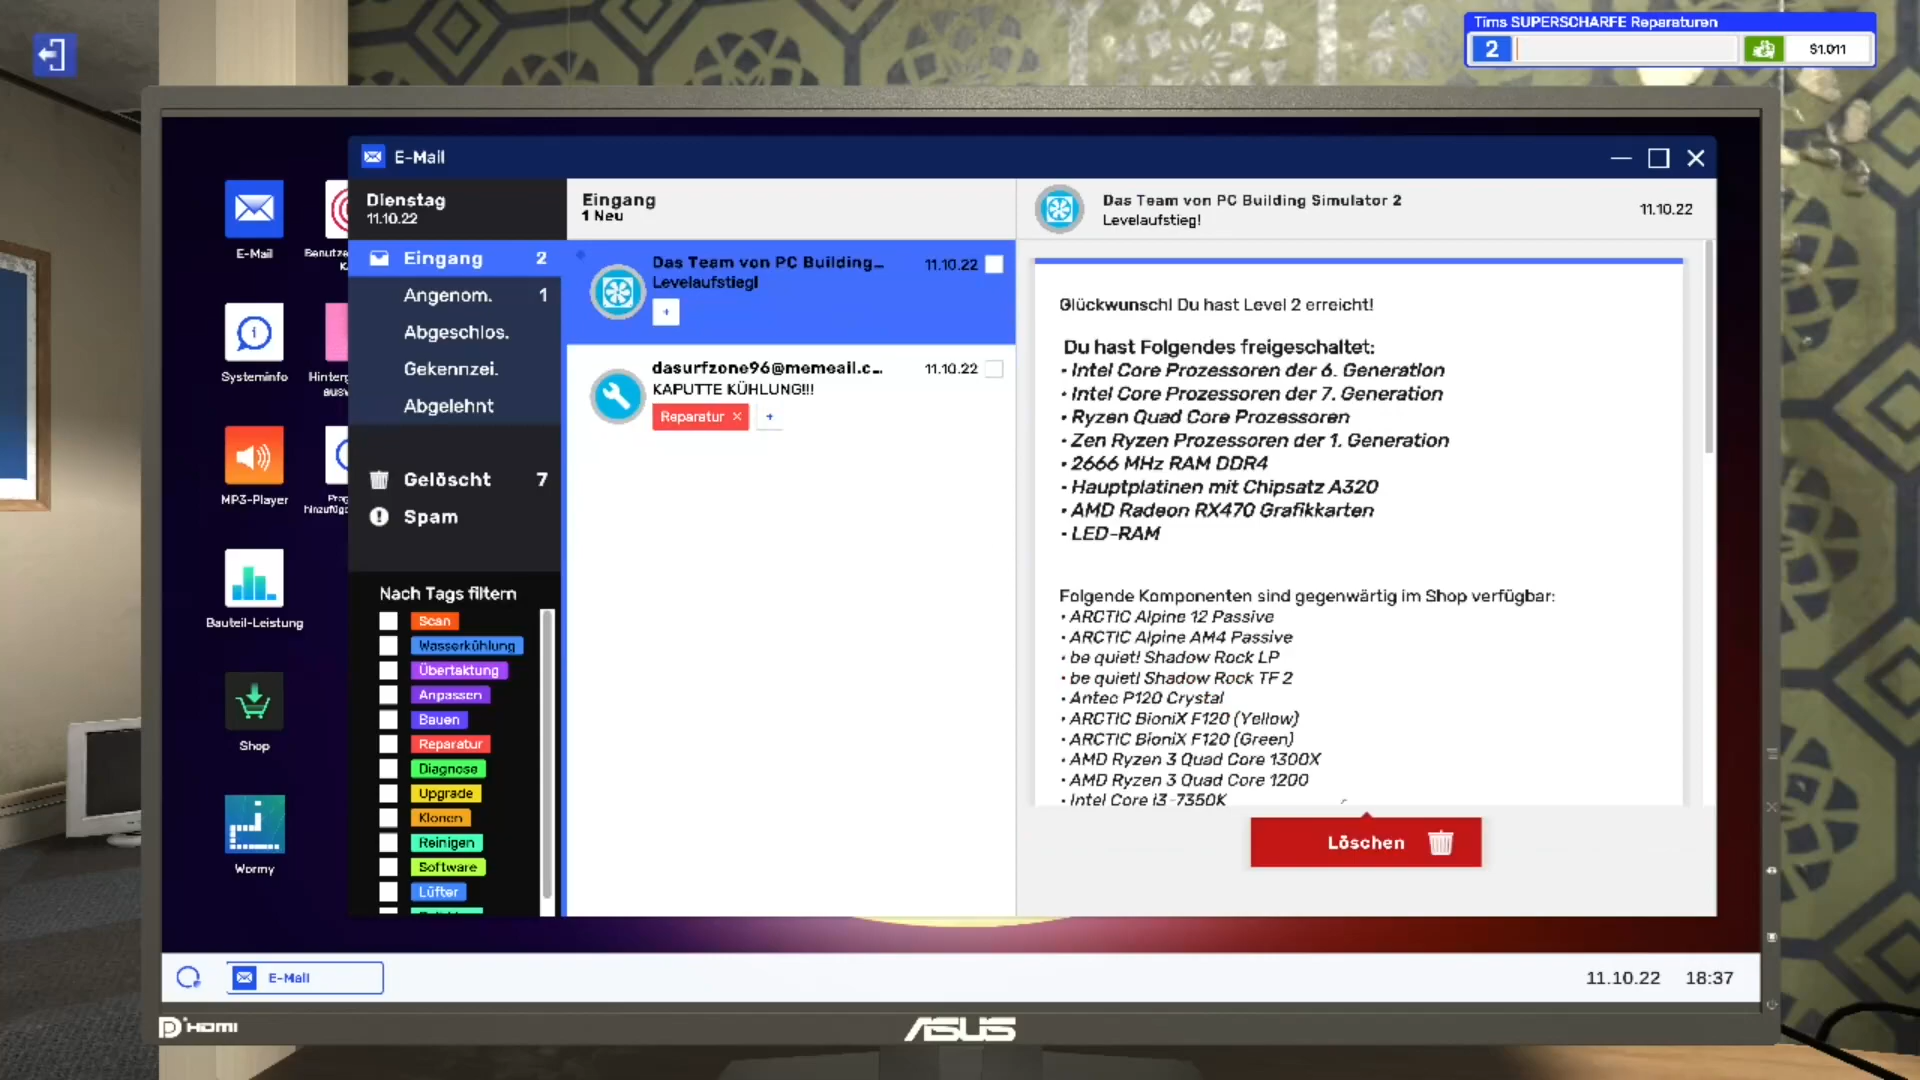 Tims SUPERSCHARFE Reparaturen
2
$1.011
E-Mail
Dienstag
11.10.22
Eingang
1 Neu
Das Team von PC Building Simulator 2
Levelaufstieg!
11.10.22
Eingang 2
Angenom. 1
Abgeschlos.
Gekennzei.
Abgelehnt
Gelöscht 7
Spam
Nach Tags filtern
Scan
Wasserkühlung
Übertaktung
Anpassen
Bauen
Reparatur
Diagnose
Upgrade
Klonen
Reinigen
Software
Lüfter
Das Team von PC Building...
11.10.22
Levelaufstieg!
+
dasurfzone96@memeail.c...
11.10.22
KAPUTTE KÜHLUNG!!!
Reparatur ×
+
Glückwunsch! Du hast Level 2 erreicht!
Du hast Folgendes freigeschaltet:
• Intel Core Prozessoren der 6. Generation
• Intel Core Prozessoren der 7. Generation
• Ryzen Quad Core Prozessoren
• Zen Ryzen Prozessoren der 1. Generation
• 2666 MHz RAM DDR4
• Hauptplatinen mit Chipsatz A320
• AMD Radeon RX470 Grafikkarten
• LED-RAM
Folgende Komponenten sind gegenwärtig im Shop verfügbar:
• ARCTIC Alpine 12 Passive
• ARCTIC Alpine AM4 Passive
• be quiet! Shadow Rock LP
• be quiet! Shadow Rock TF 2
• Antec P120 Crystal
• ARCTIC BioniX F120 (Yellow)
• ARCTIC BioniX F120 (Green)
• AMD Ryzen 3 Quad Core 1300X
• AMD Ryzen 3 Quad Core 1200
• Intel Core i3-7350K
Löschen
E-Mail
Benutze
Systeminfo
Hinterg
ausw
MP3-Player
Prog
hinzufüge
Bauteil-Leistung
Shop
Wormy
E-Mail
11.10.22 18:37
HDMI
ASUS